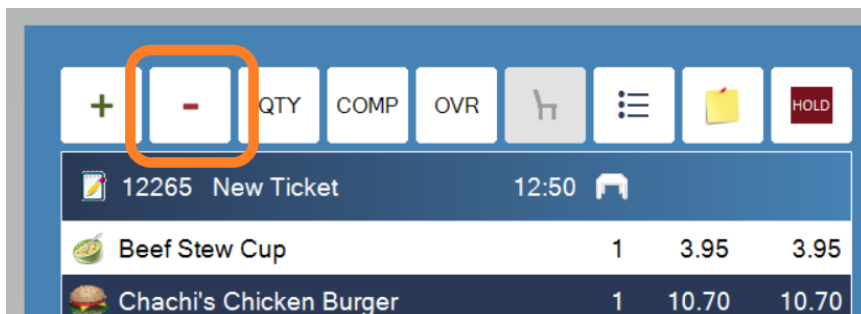 + - QTY COMP OVR HOLD
12265 New Ticket 12:50
Beef Stew Cup 1 3.95 3.95
Chachi's Chicken Burger 1 10.70 10.70